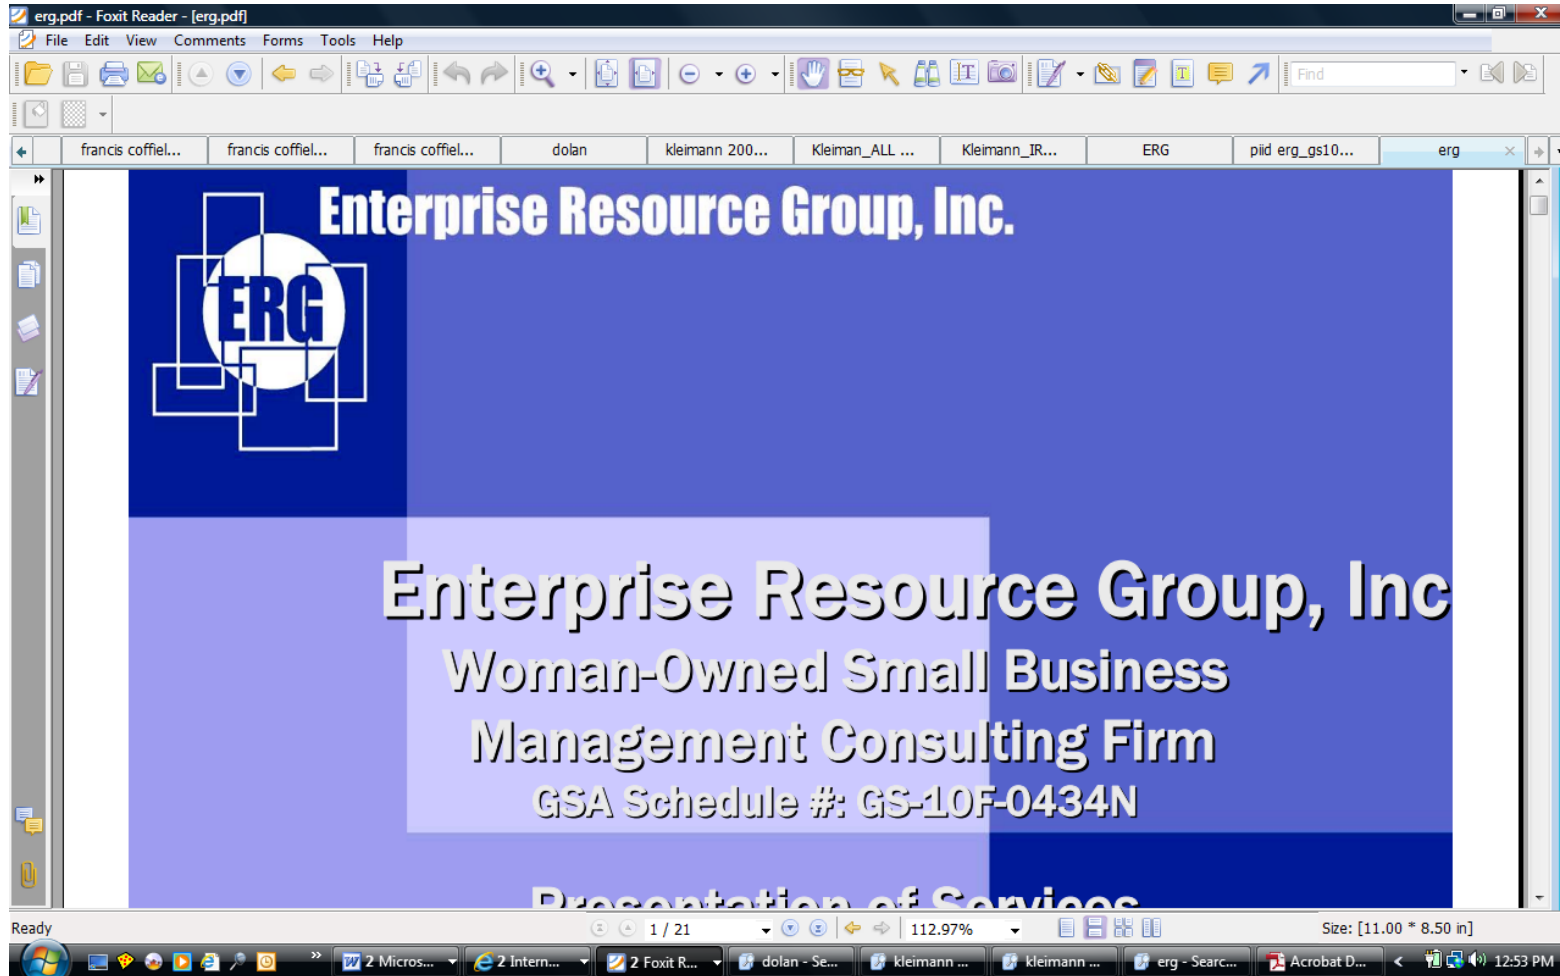 erg.pdf - Foxit Reader - [erg.pdf]
File Edit View Comments Forms Tools Help
Find
francis coffiel... francis coffiel... francis coffiel... dolan kleimann 200... Kleiman_ALL ... Kleimann_IR... ERG piid erg_gs10... erg
Enterprise Resource Group, Inc.
ERG
Enterprise Resource Group, Inc
Woman-Owned Small Business
Management Consulting Firm
GSA Schedule #: GS-10F-0434N
Presentation of Services
Ready 1 / 21 112.97% Size: [11.00 * 8.50 in]
2 Micros... 2 Intern... 2 Foxit R... dolan - Se... kleimann ... kleimann ... erg - Searc... Acrobat D... 12:53 PM